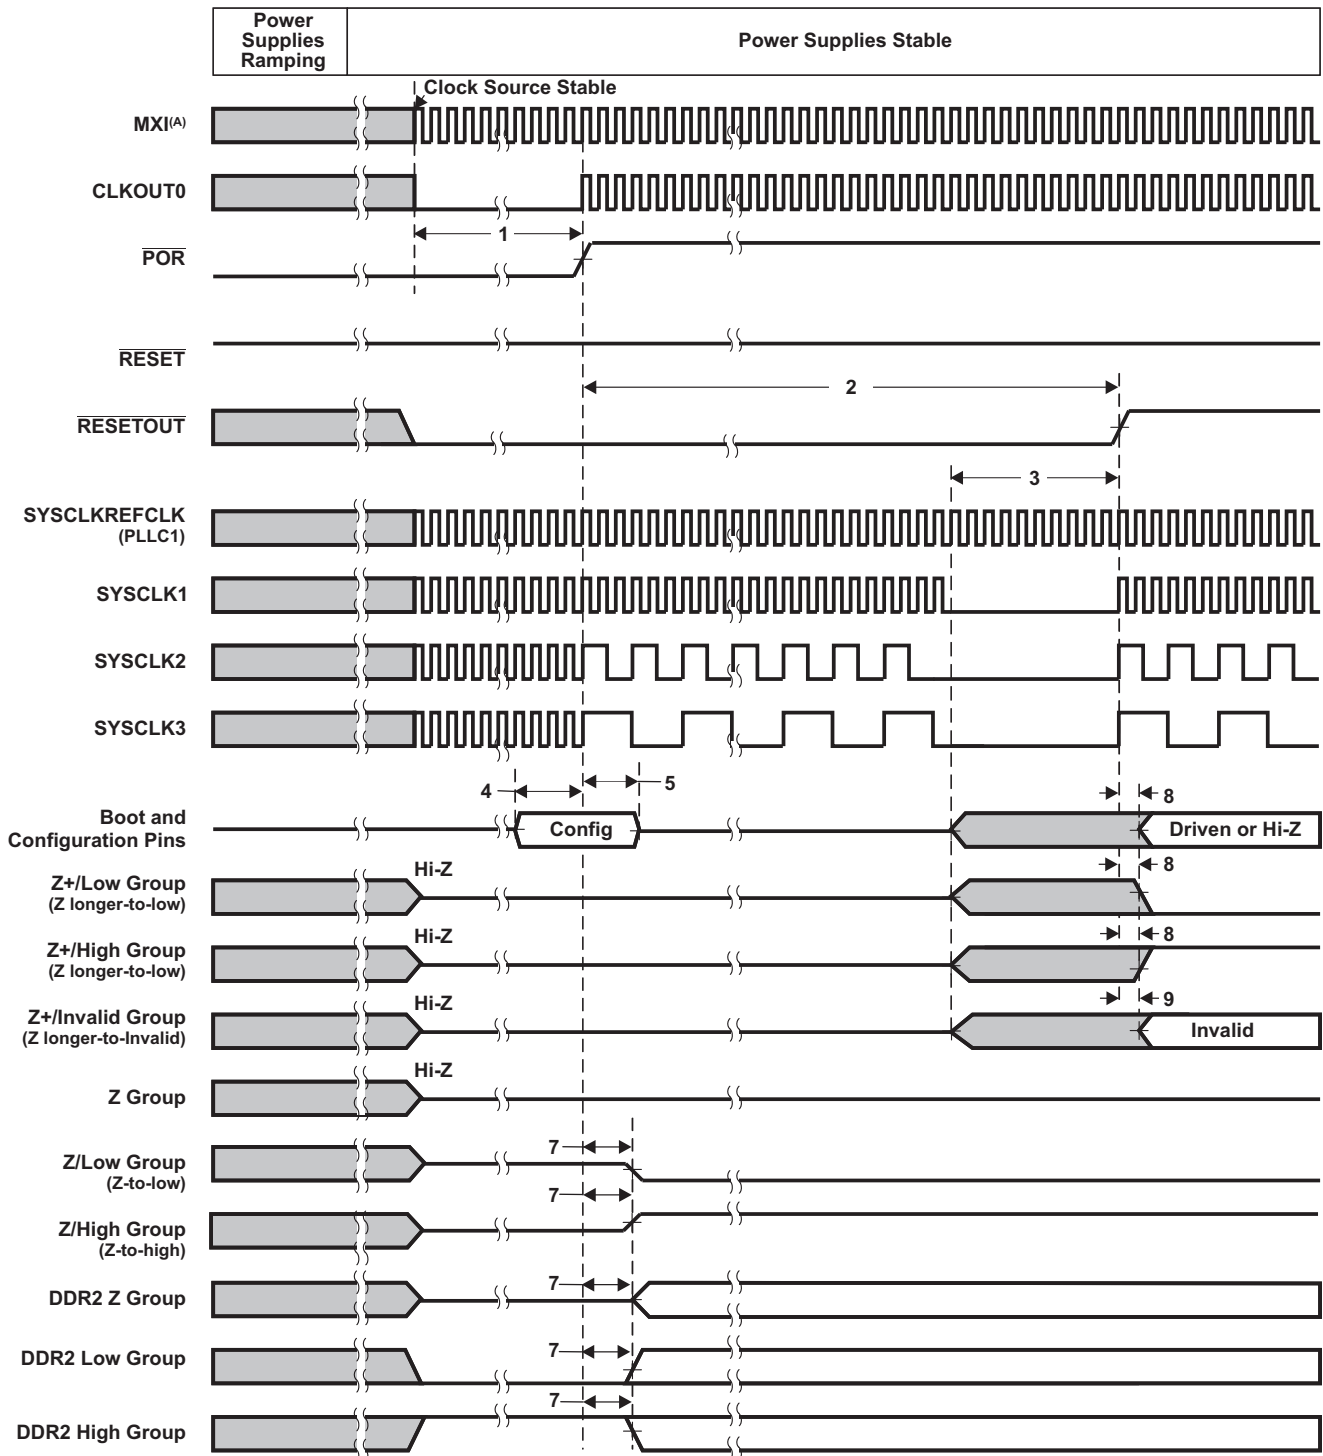 Power
Supplies
Ramping
Power Supplies Stable
Clock Source Stable
MXI(A)
CLKOUT0
1
POR
RESET
2
RESETOUT
3
SYSCLKREFCLK
(PLLC1)
SYSCLK1
SYSCLK2
SYSCLK3
4
5
8
Boot and
Configuration Pins
Config
Driven or Hi-Z
8
Z+/Low Group
(Z longer-to-low)
Hi-Z
8
Z+/High Group
(Z longer-to-low)
Hi-Z
9
Z+/Invalid Group
(Z longer-to-Invalid)
Hi-Z
Invalid
Z Group
Hi-Z
7
Z/Low Group
(Z-to-low)
7
Z/High Group
(Z-to-high)
7
DDR2 Z Group
7
DDR2 Low Group
7
DDR2 High Group